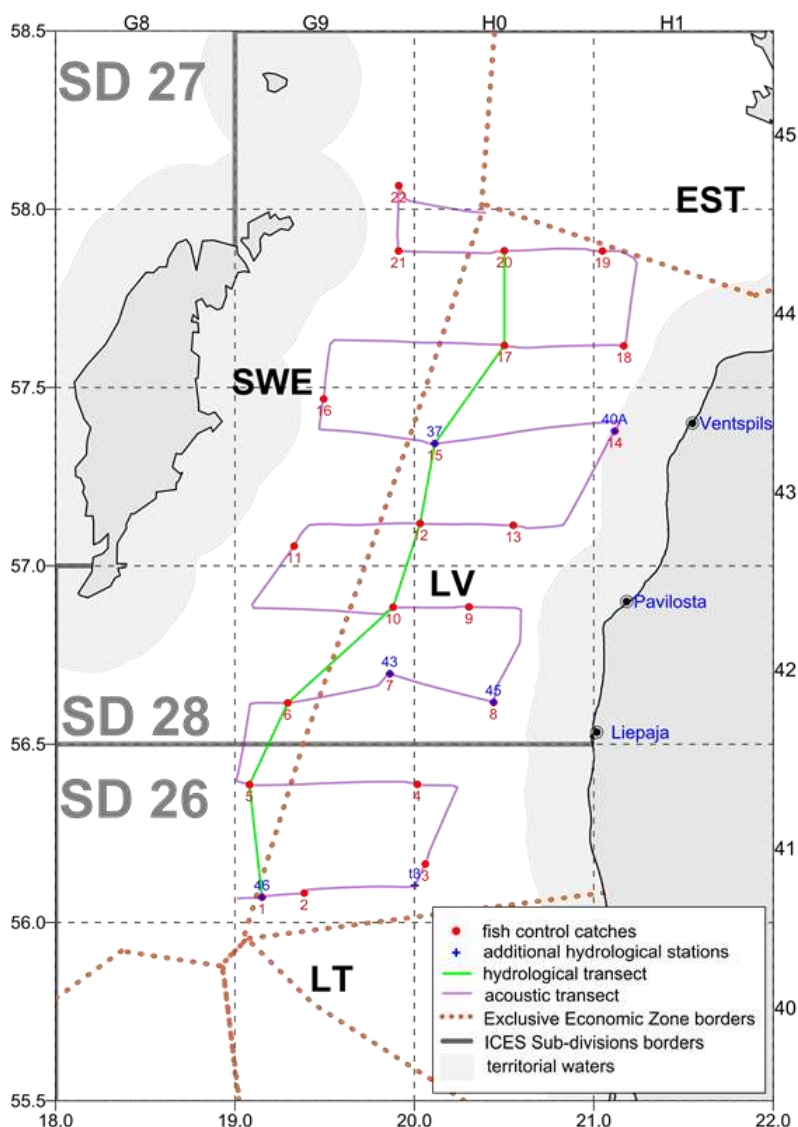 G8 G9 H0 H1
58.5
SD 27
45
EST
22
58.0
21 20 19
44
17 18
SWE
57.5
16
37 40A
Ventspils
15 14
43
12 13
11
57.0
LV
Pavilosta
10 9
43 45
42
7 8
6
SD 28
Liepaja
56.5
SD 26
5 4
41
t3
3
46
1 2
56.0
LT
fish control catches
additional hydrological stations
hydrological transect
acoustic transect
Exclusive Economic Zone borders
ICES Sub-divisions borders
territorial waters
40
55.5
18.0 19.0 20.0 21.0 22.0